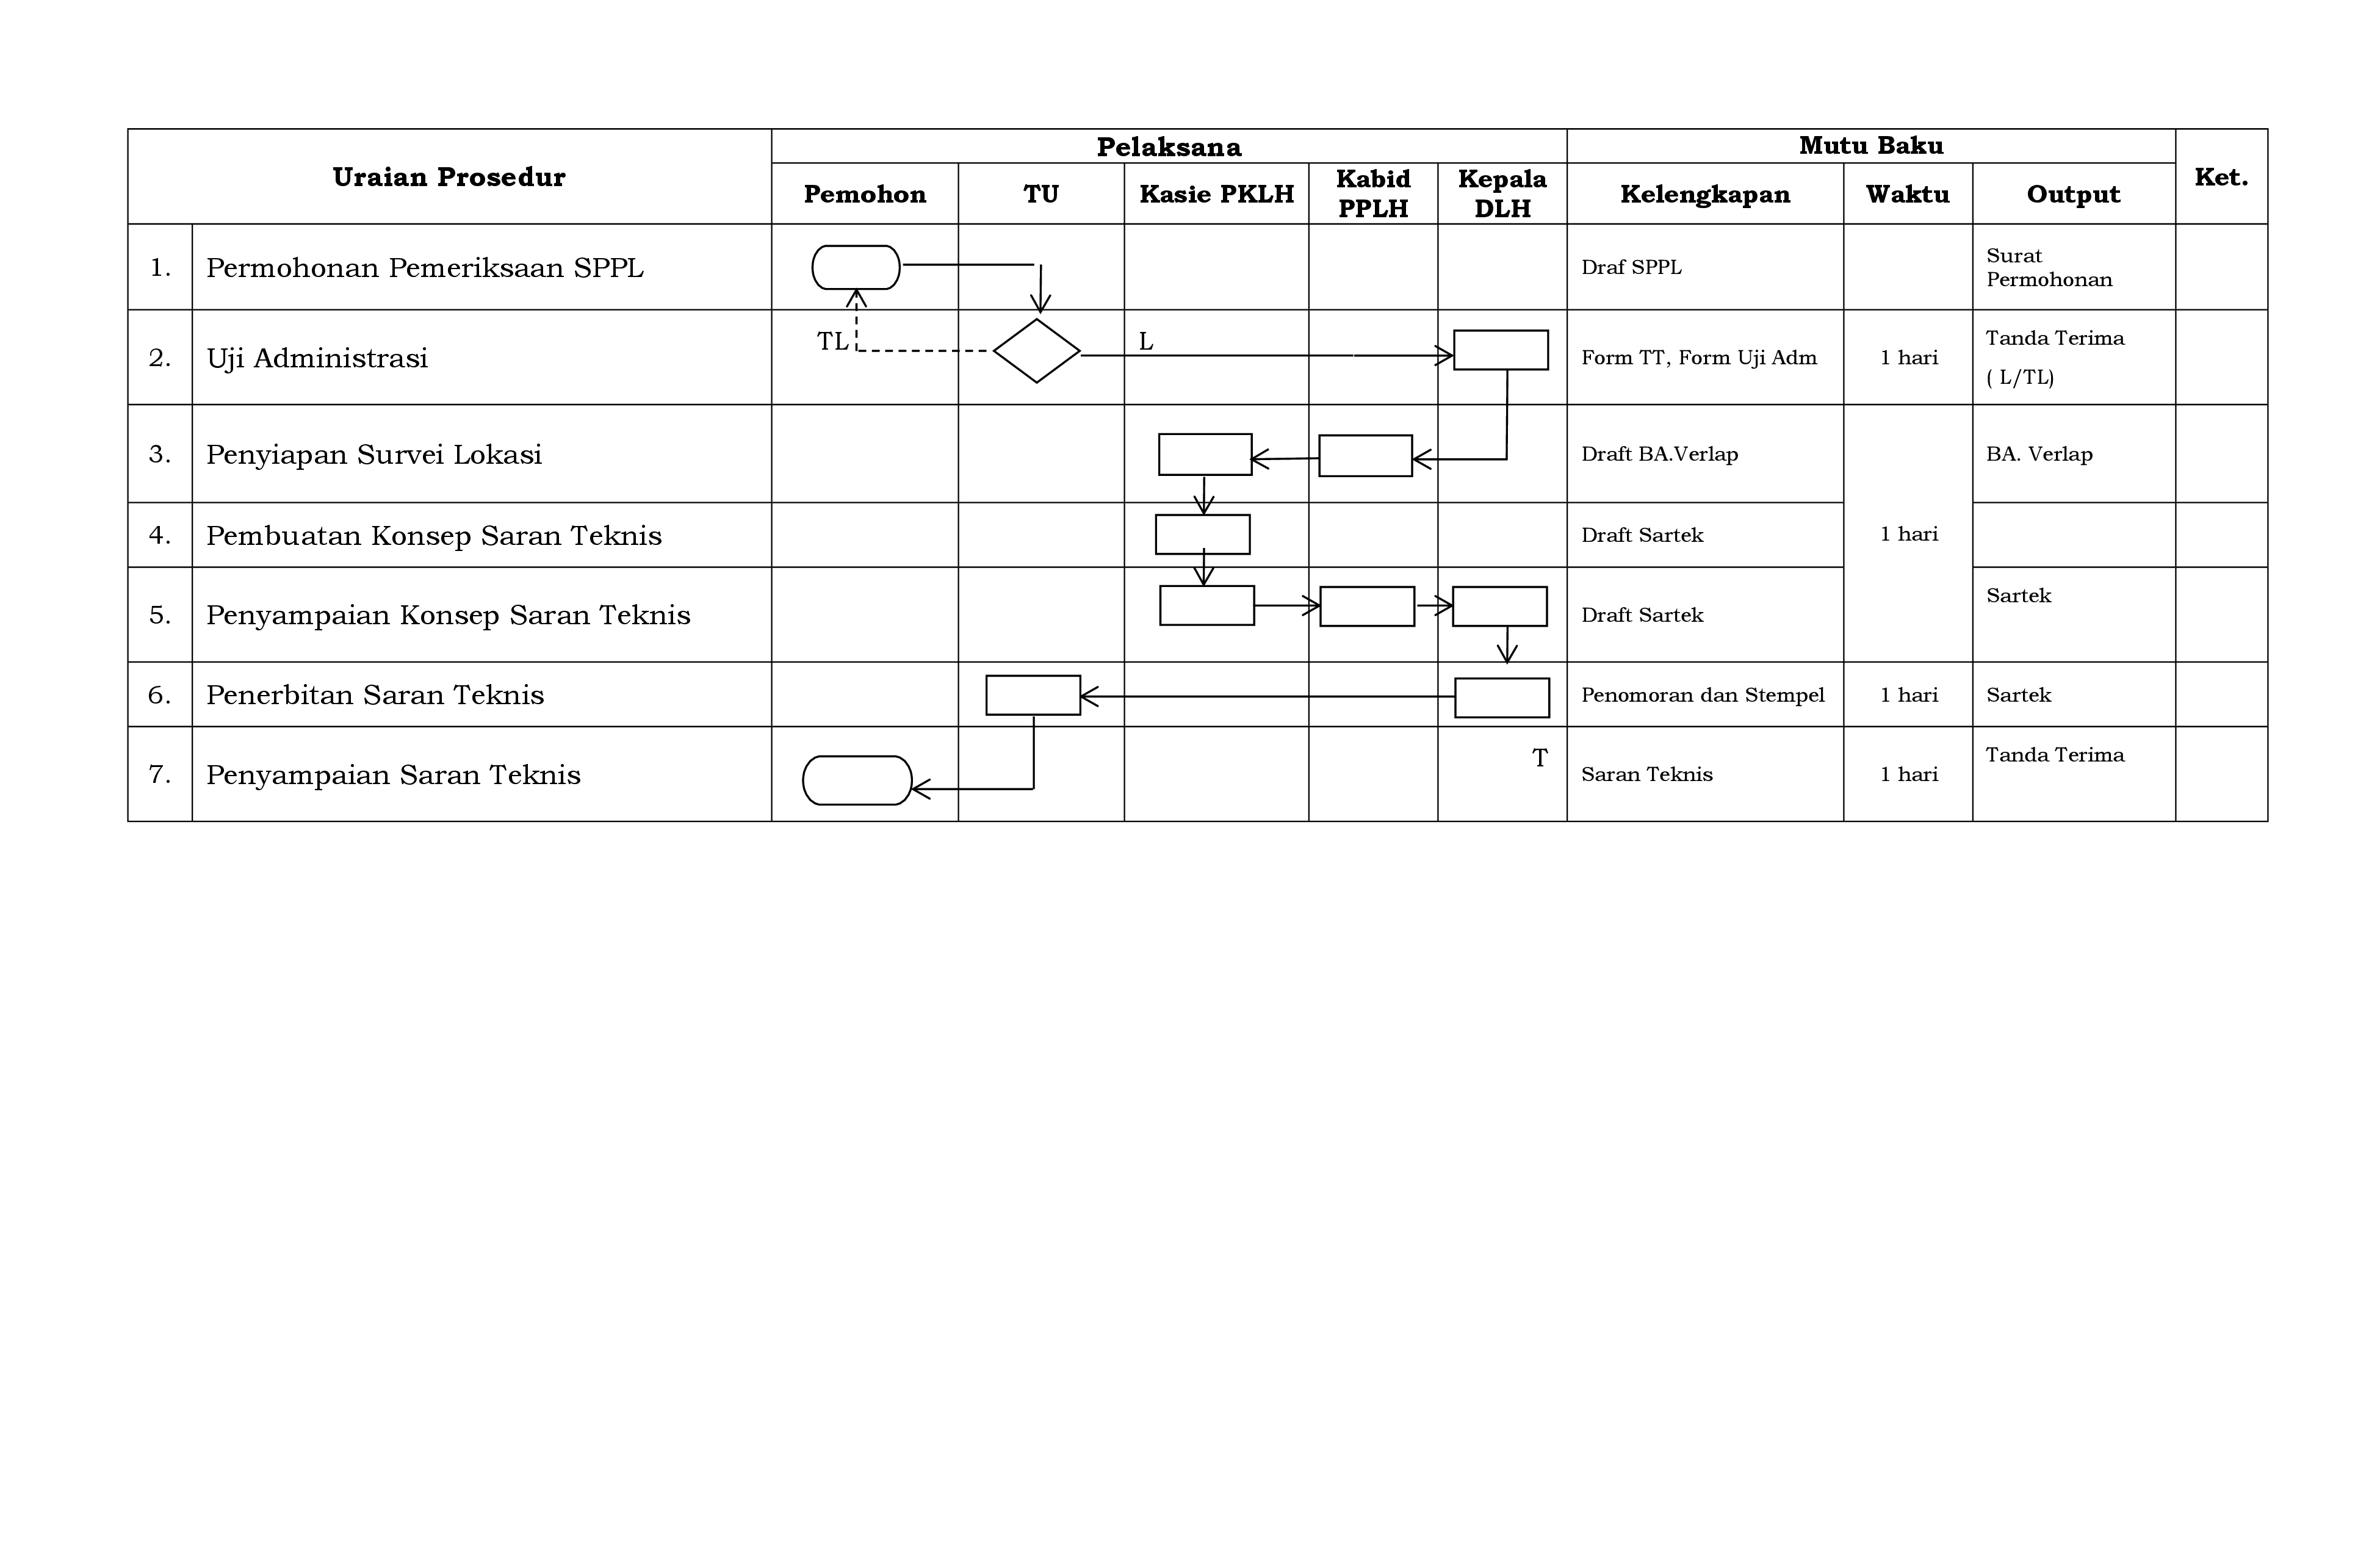 Uraian Prosedur
Pelaksana
Mutu Baku
Ket.
Pemohon
TU
Kasie PKLH
Kabid
PPLH
Kepala
DLH
Kelengkapan
Waktu
Output
1.
Permohonan Pemeriksaan SPPL
Draf SPPL
Surat
Permohonan
2.
Uji Administrasi
TL
L
Form TT, Form Uji Adm
1 hari
Tanda Terima
( L/TL)
3.
Penyiapan Survei Lokasi
Draft BA.Verlap
BA. Verlap
4.
Pembuatan Konsep Saran Teknis
Draft Sartek
1 hari
5.
Penyampaian Konsep Saran Teknis
Draft Sartek
Sartek
6.
Penerbitan Saran Teknis
Penomoran dan Stempel
1 hari
Sartek
7.
Penyampaian Saran Teknis
T
Saran Teknis
1 hari
Tanda Terima